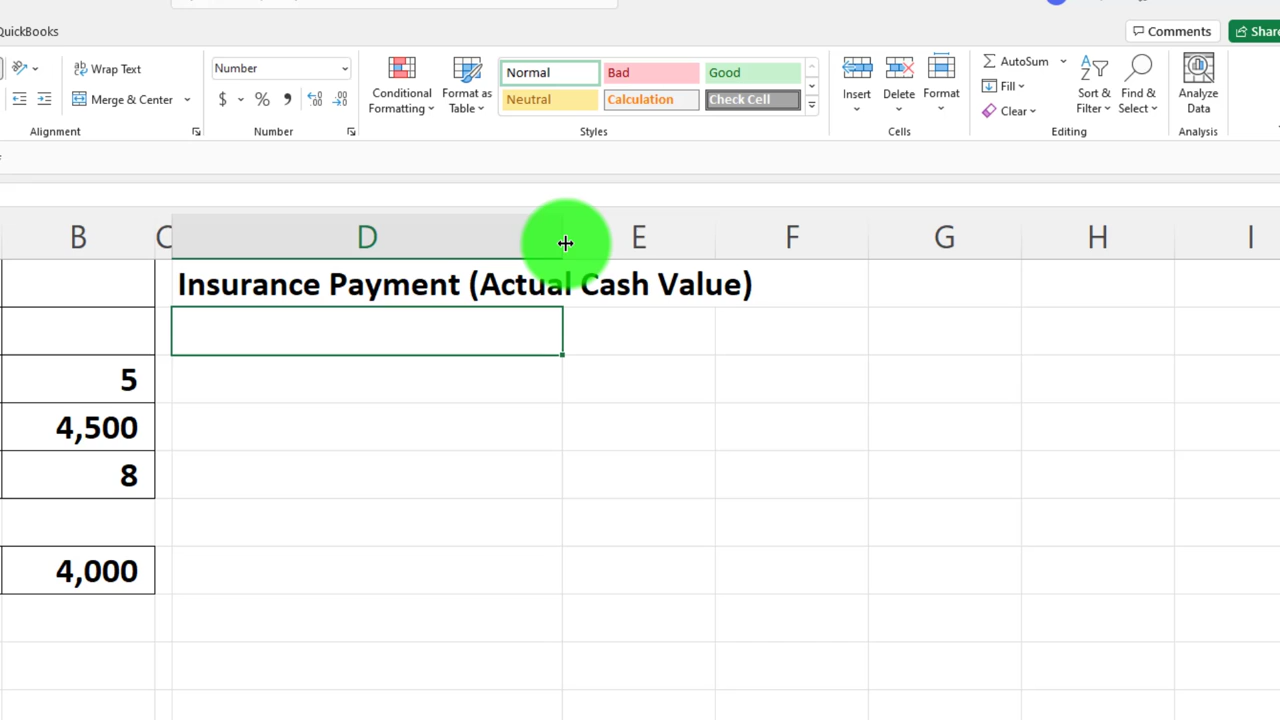 QuickBooks
Comments
Share
Wrap Text
Number
Normal
Bad
Good
AutoSum
Merge & Center
$ % 9
Conditional Formatting
Format as Table
Neutral
Calculation
Check Cell
Insert
Delete
Format
Fill
Clear
Sort & Filter
Find & Select
Analyze Data
Alignment
Number
Styles
Cells
Editing
Analysis
B C D E F G H I
Insurance Payment (Actual Cash Value)
5
4,500
8
4,000